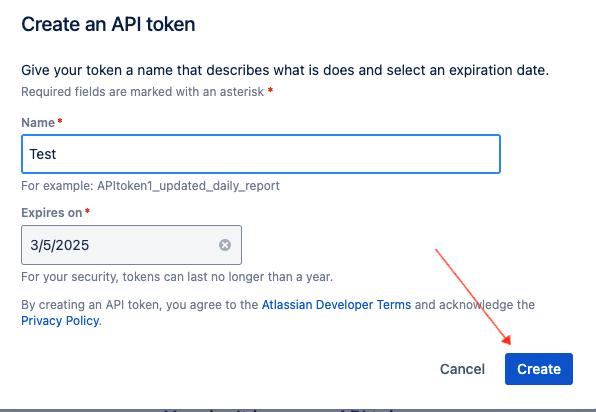 Create an API token
Give your token a name that describes what is does and select an expiration date.
Required fields are marked with an asterisk *
Name *
Test
For example: APItoken1_updated_daily_report
Expires on *
3/5/2025
For your security, tokens can last no longer than a year.
By creating an API token, you agree to the Atlassian Developer Terms and acknowledge the
Privacy Policy.
Cancel Create